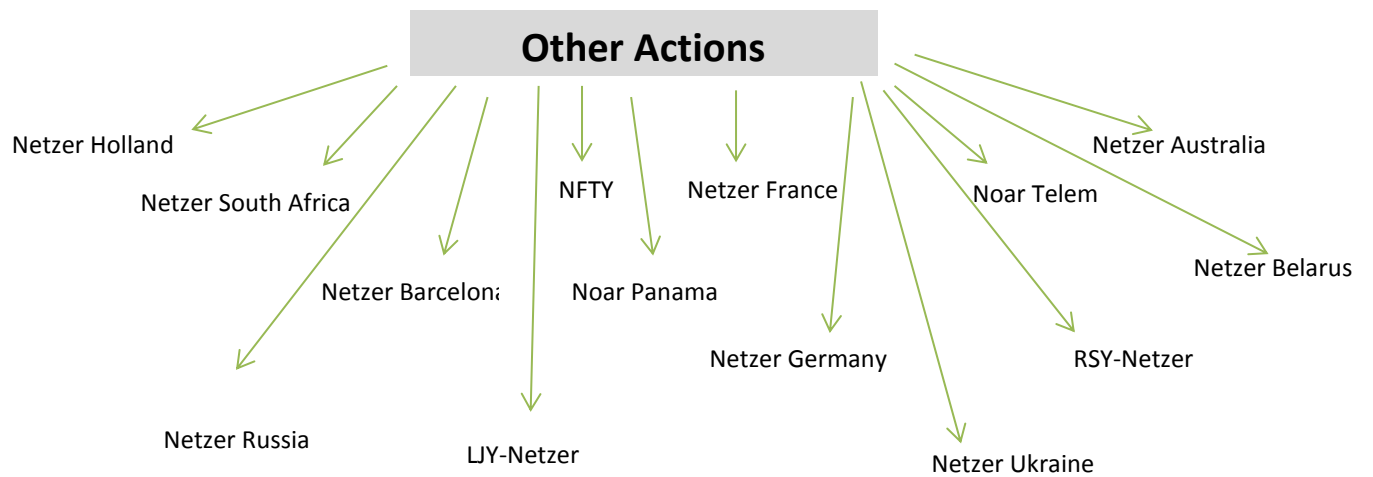 Other Actions
Netzer Holland
Netzer Australia
NFTY
Netzer France
Noar Telem
Netzer South Africa
Netzer Belarus
Netzer Barcelona
Noar Panama
Netzer Germany
RSY-Netzer
Netzer Russia
LJY-Netzer
Netzer Ukraine